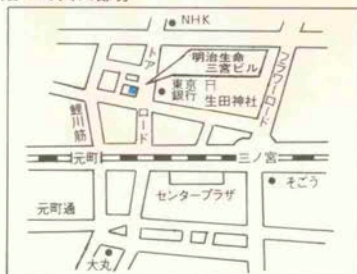 NHK
トアロード
明治生命
三宮ビル
フラワーロード
東京
銀行
生田神社
鯉川筋
元町
三ノ宮
そごう
センタープラザ
元町通
大丸